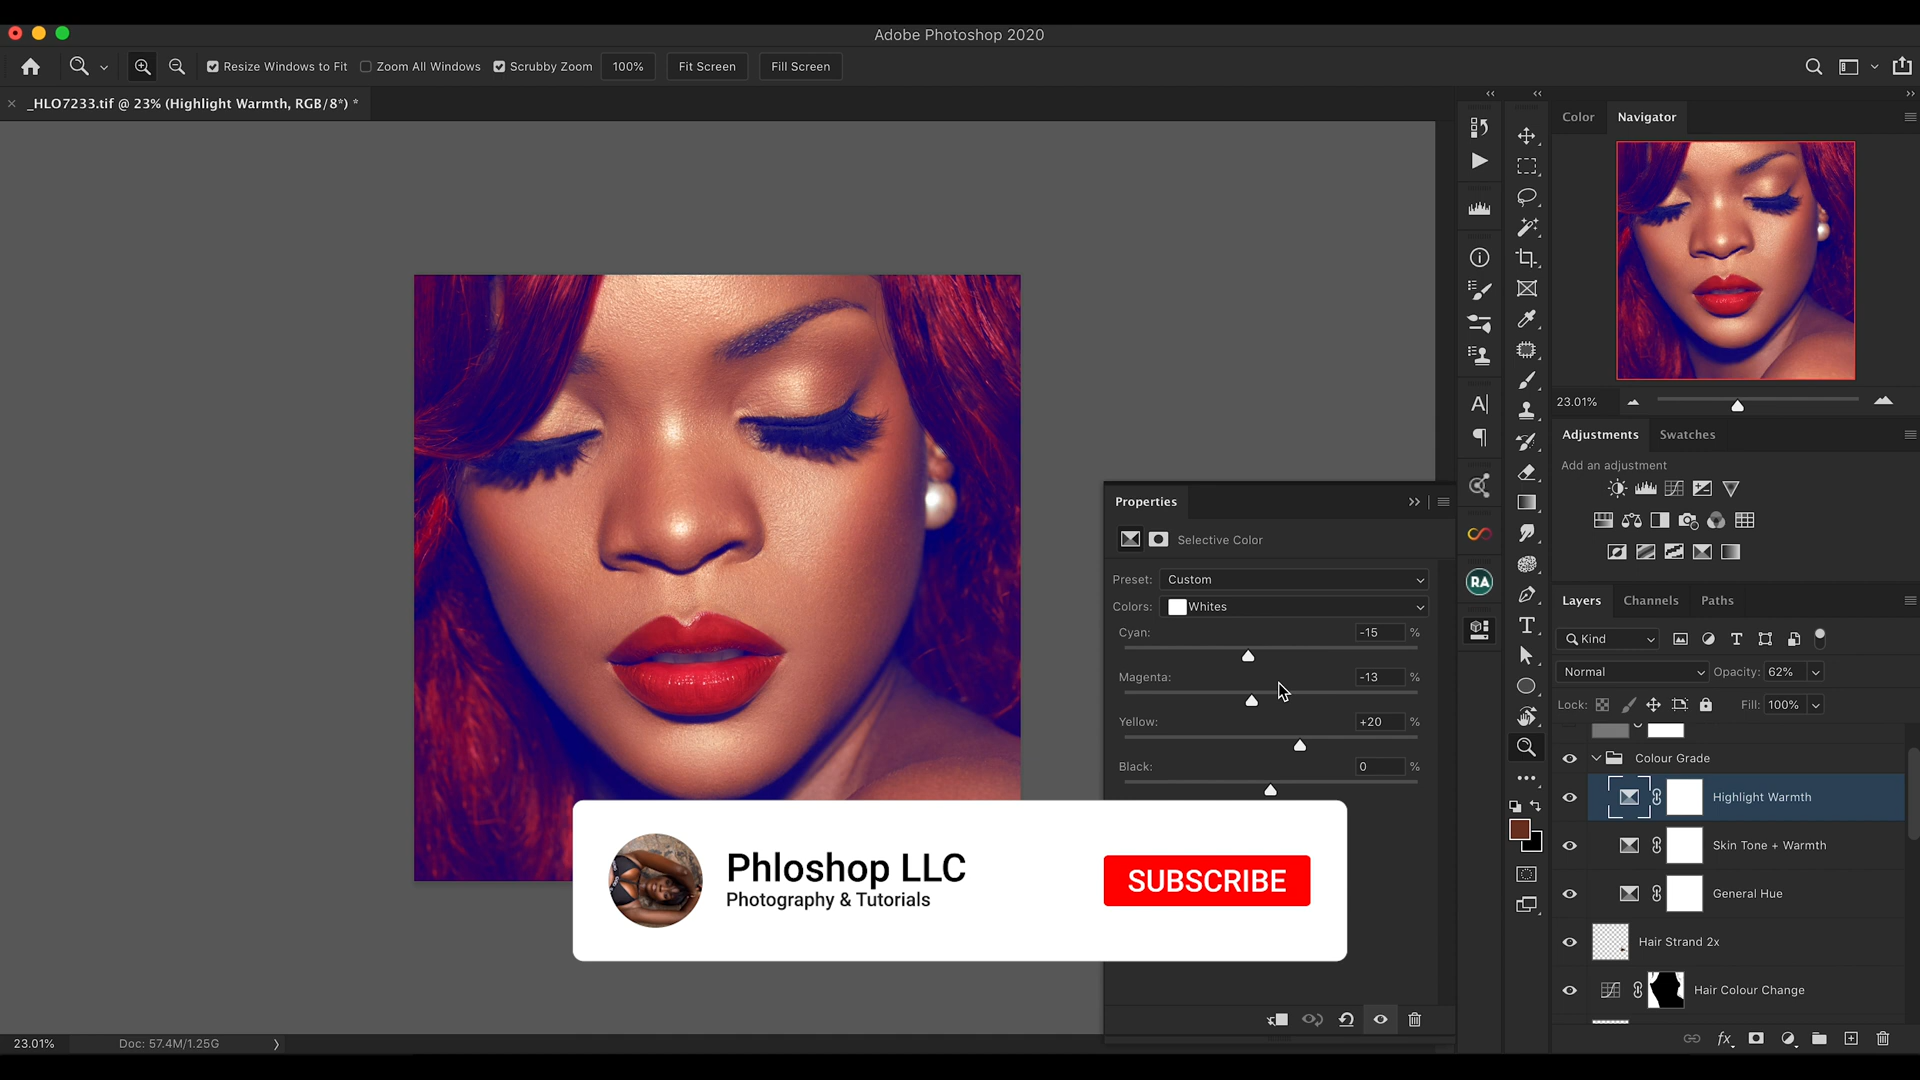 Adobe Photoshop 2020
Resize Windows to Fit
Zoom All Windows
Scrubby Zoom
100%
Fit Screen
Fill Screen
_HLO7233.tif @ 23% (Highlight Warmth, RGB/8*) *
Color
Navigator
23.01%
Adjustments
Swatches
Add an adjustment
Properties
Selective Color
Preset: Custom
Colors: Whites
Cyan: -15 %
Magenta: -13 %
Yellow: +20 %
Black: 0 %
A
RA
Layers
Channels
Paths
Kind
Normal
Opacity: 62%
Lock:
Fill: 100%
Colour Grade
Highlight Warmth
Skin Tone + Warmth
General Hue
Hair Strand 2x
Hair Colour Change
fx
Phloshop LLC
Photography & Tutorials
SUBSCRIBE
23.01%
Doc: 57.4M/1.25G